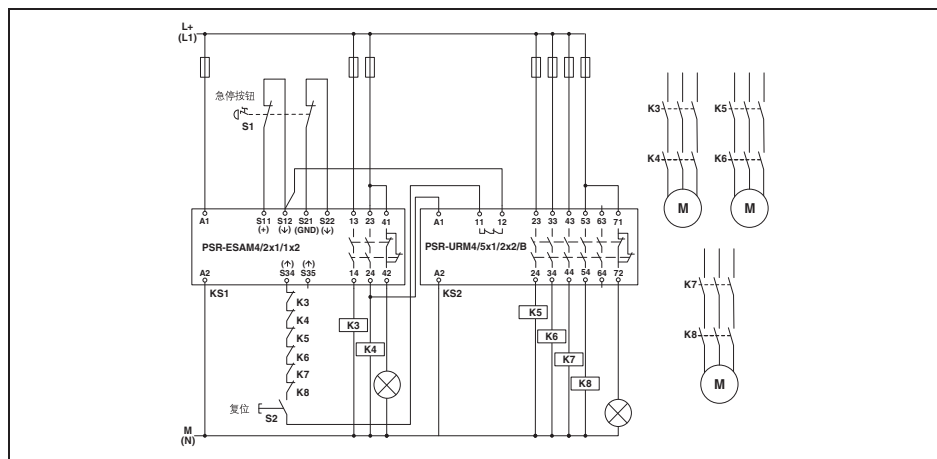 L+
(L1)
急停按钮
S1
K3
K5
K4
K6
M
M
A1
S11
(+)
S12
(↓)
S21
(GND)
S22
(↓)
13
23
41
A1
11
12
23
33
43
53
63
71
PSR-ESAM4/2x1/1x2
PSR-URM4/5x1/2x2/B
A2
(↑)
S34
(↑)
S35
14
24
42
A2
24
34
44
54
64
72
KS1
KS2
K3
K4
K5
K6
K7
K8
K3
K4
K5
K6
K7
K8
K7
K8
M
复位
S2
M
(N)